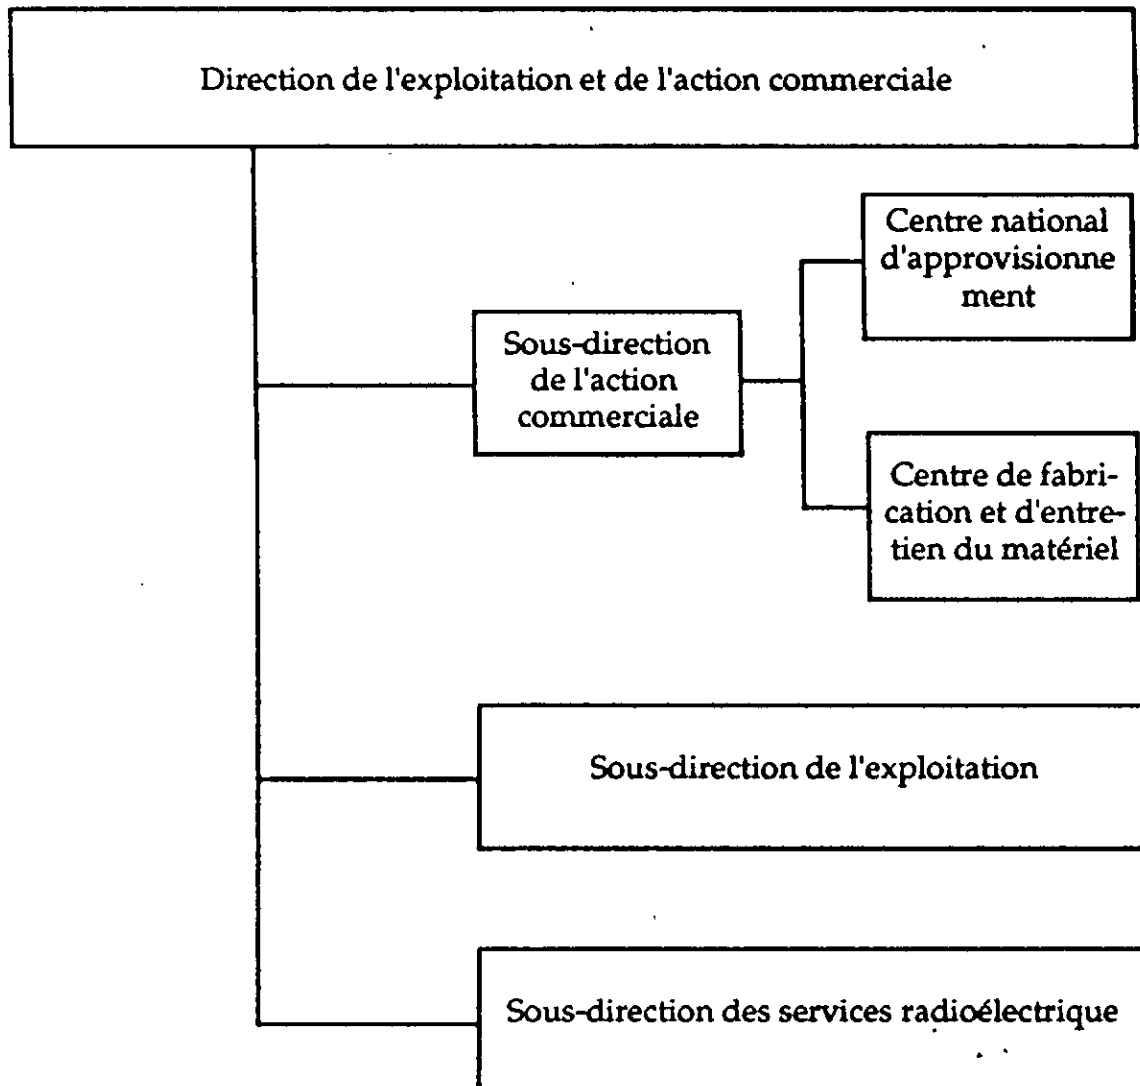 Direction de l'exploitation et de l'action commerciale
Centre national
d'approvisionne
ment
Sous-direction
de l'action
commerciale
Centre de fabri-
cation et d'entre-
tien du matériel
Sous-direction de l'exploitation
Sous-direction des services radioélectrique